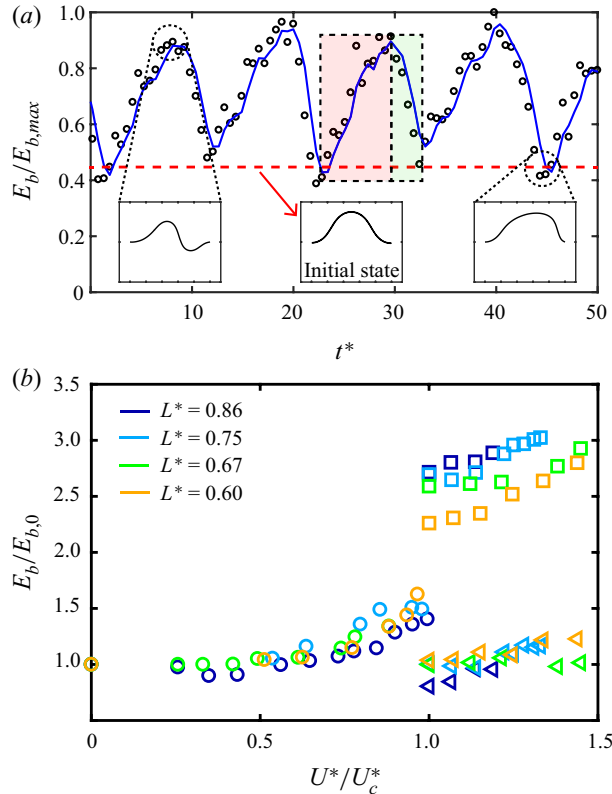 (a)
1.0
0.8
0.6
0.4
0.2
0
E_b/E_{b,max}
Initial state
10
20
30
40
50
t*
(b)
3.5
3.0
2.5
2.0
1.5
1.0
E_b/E_{b,0}
L* = 0.86
L* = 0.75
L* = 0.67
L* = 0.60
0
0.5
1.0
1.5
U*/U_c^*